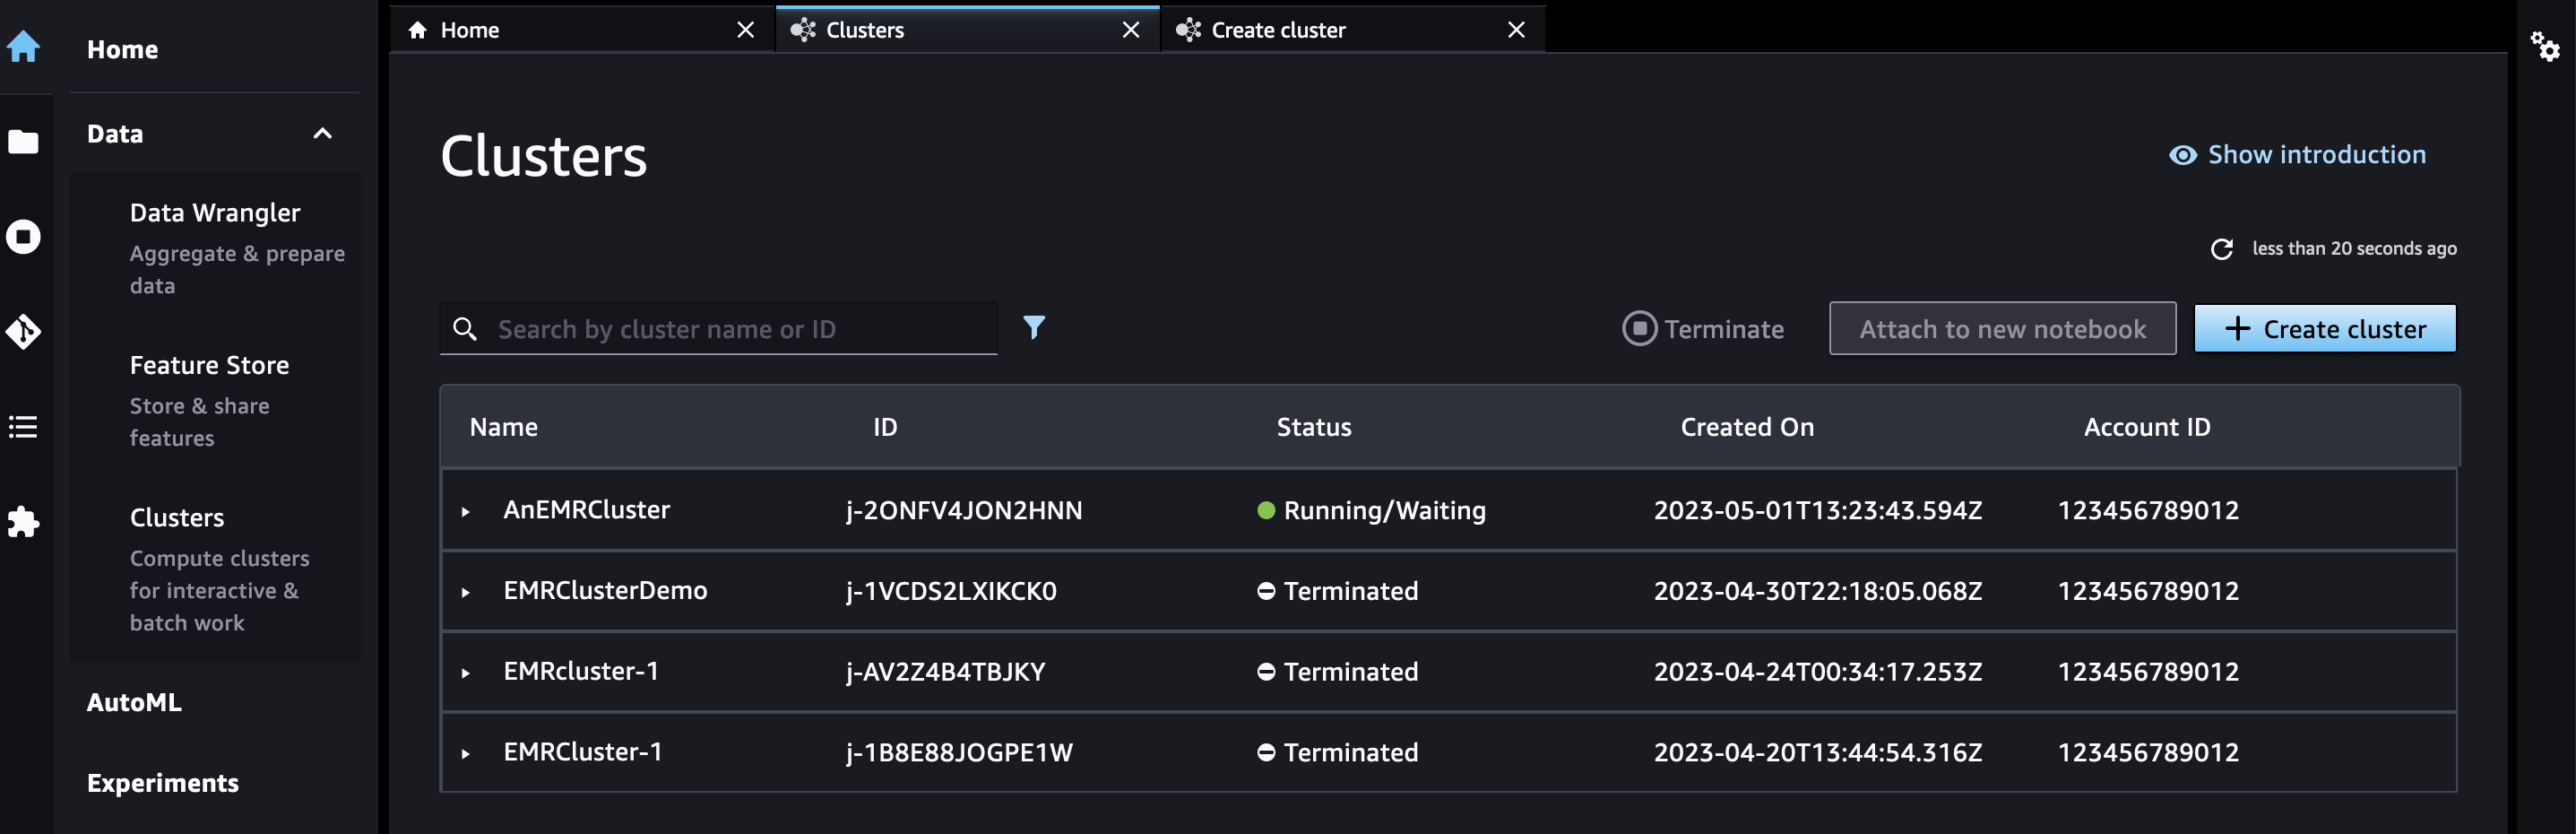 Home
Data
Data Wrangler
Aggregate & prepare
data
Feature Store
Store & share
features
Clusters
Compute clusters
for interactive &
batch work
AutoML
Experiments
Home
Clusters
Create cluster
Clusters
Show introduction
less than 20 seconds ago
Search by cluster name or ID
Terminate
Attach to new notebook
Create cluster
Name ID Status Created On Account ID
AnEMRCluster j-2ONFV4JON2HNN Running/Waiting 2023-05-01T13:23:43.594Z 123456789012
EMRClusterDemo j-1VCDS2LXIKCK0 Terminated 2023-04-30T22:18:05.068Z 123456789012
EMRcluster-1 j-AV2Z4B4TBJKY Terminated 2023-04-24T00:34:17.253Z 123456789012
EMRCluster-1 j-1B8E88JOGPE1W Terminated 2023-04-20T13:44:54.316Z 123456789012